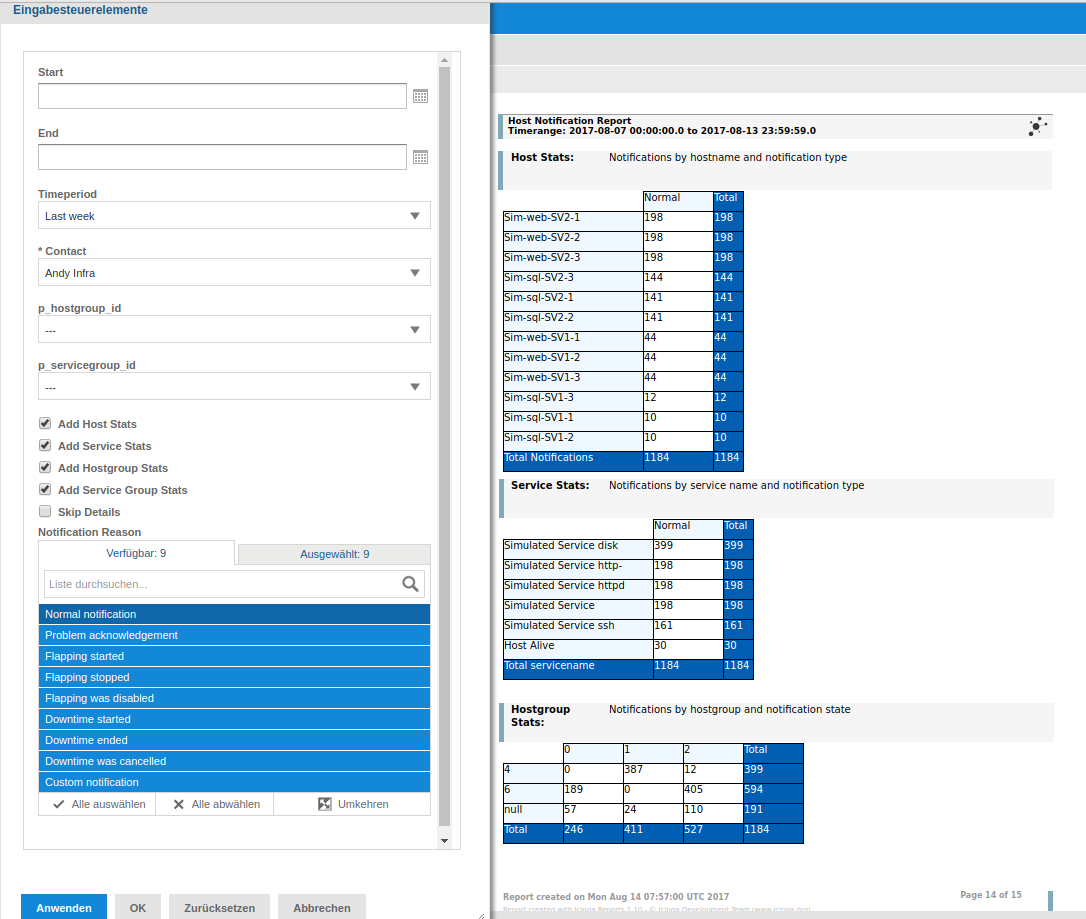 Eingabesteuerelemente
Start
End
Timeperiod
Last week
* Contact
Andy Infra
p_hostgroup_id
---
p_servicegroup_id
---
Add Host Stats
Add Service Stats
Add Hostgroup Stats
Add Service Group Stats
Skip Details
Notification Reason
Verfügbar: 9 Ausgewählt: 9
Liste durchsuchen...
Normal notification
Problem acknowledgement
Flapping started
Flapping stopped
Flapping was disabled
Downtime started
Downtime ended
Downtime was cancelled
Custom notification
Alle auswählen Alle abwählen Umkehren
Anwenden OK Zurücksetzen Abbrechen
Host Notification Report
Timerange: 2017-08-07 00:00:00.0 to 2017-08-13 23:59:59.0
Host Stats: Notifications by hostname and notification type
Normal Total
Sim-web-SV2-1 198 198
Sim-web-SV2-2 198 198
Sim-web-SV2-3 198 198
Sim-sql-SV2-3 144 144
Sim-sql-SV2-1 141 141
Sim-sql-SV2-2 141 141
Sim-web-SV1-1 44 44
Sim-web-SV1-2 44 44
Sim-web-SV1-3 44 44
Sim-sql-SV1-3 12 12
Sim-sql-SV1-1 10 10
Sim-sql-SV1-2 10 10
Total Notifications 1184 1184
Service Stats: Notifications by service name and notification type
Normal Total
Simulated Service disk 399 399
Simulated Service http- 198 198
Simulated Service httpd 198 198
Simulated Service 198 198
Simulated Service ssh 161 161
Host Alive 30 30
Total servicename 1184 1184
Hostgroup Notifications by hostgroup and notification state
Stats:
0 1 2 Total
4 0 387 12 399
6 189 0 405 594
null 57 24 110 191
Total 246 411 527 1184
Report created on Mon Aug 14 07:57:00 UTC 2017 Page 14 of 15
Report created with Icinga Reports 1.10 - © Icinga Development Team (www.icinga.org)